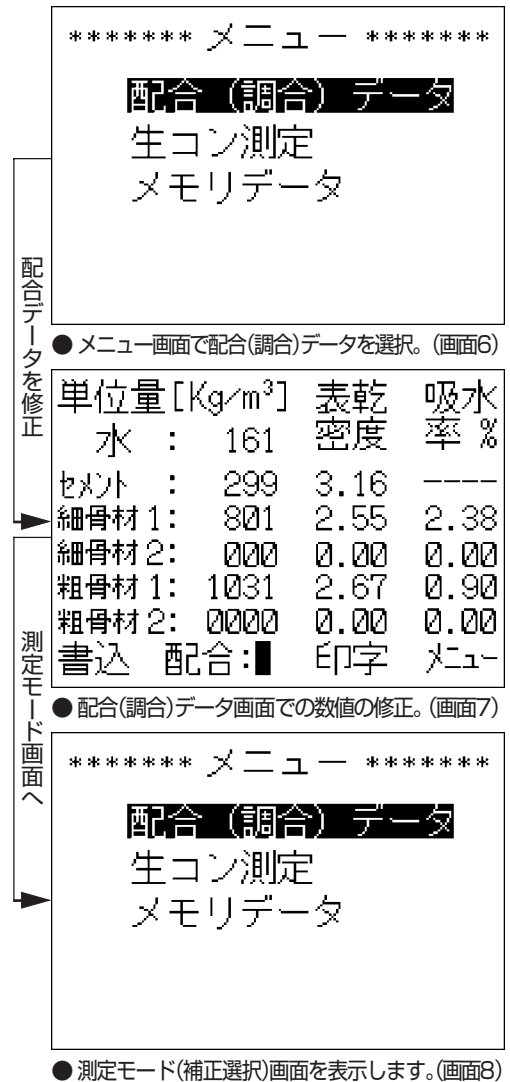 ******* メニュー *******
配合（調合）データ
生コン測定
メモリデータ
配合データを修正
● メニュー画面で配合(調合)データを選択。(画面6)
単位量[Kg/m³] 表乾 吸水
水 : 161 密度 率 %
セメント : 299 3.16 ----
細骨材1: 801 2.55 2.38
細骨材2: 000 0.00 0.00
粗骨材1: 1031 2.67 0.90
粗骨材2: 0000 0.00 0.00
書込 配合:█ 印字 メニュー
測定モード画面へ
● 配合(調合)データ画面での数値の修正。(画面7)
******* メニュー *******
配合（調合）データ
生コン測定
メモリデータ
● 測定モード(補正選択)画面を表示します。(画面8)